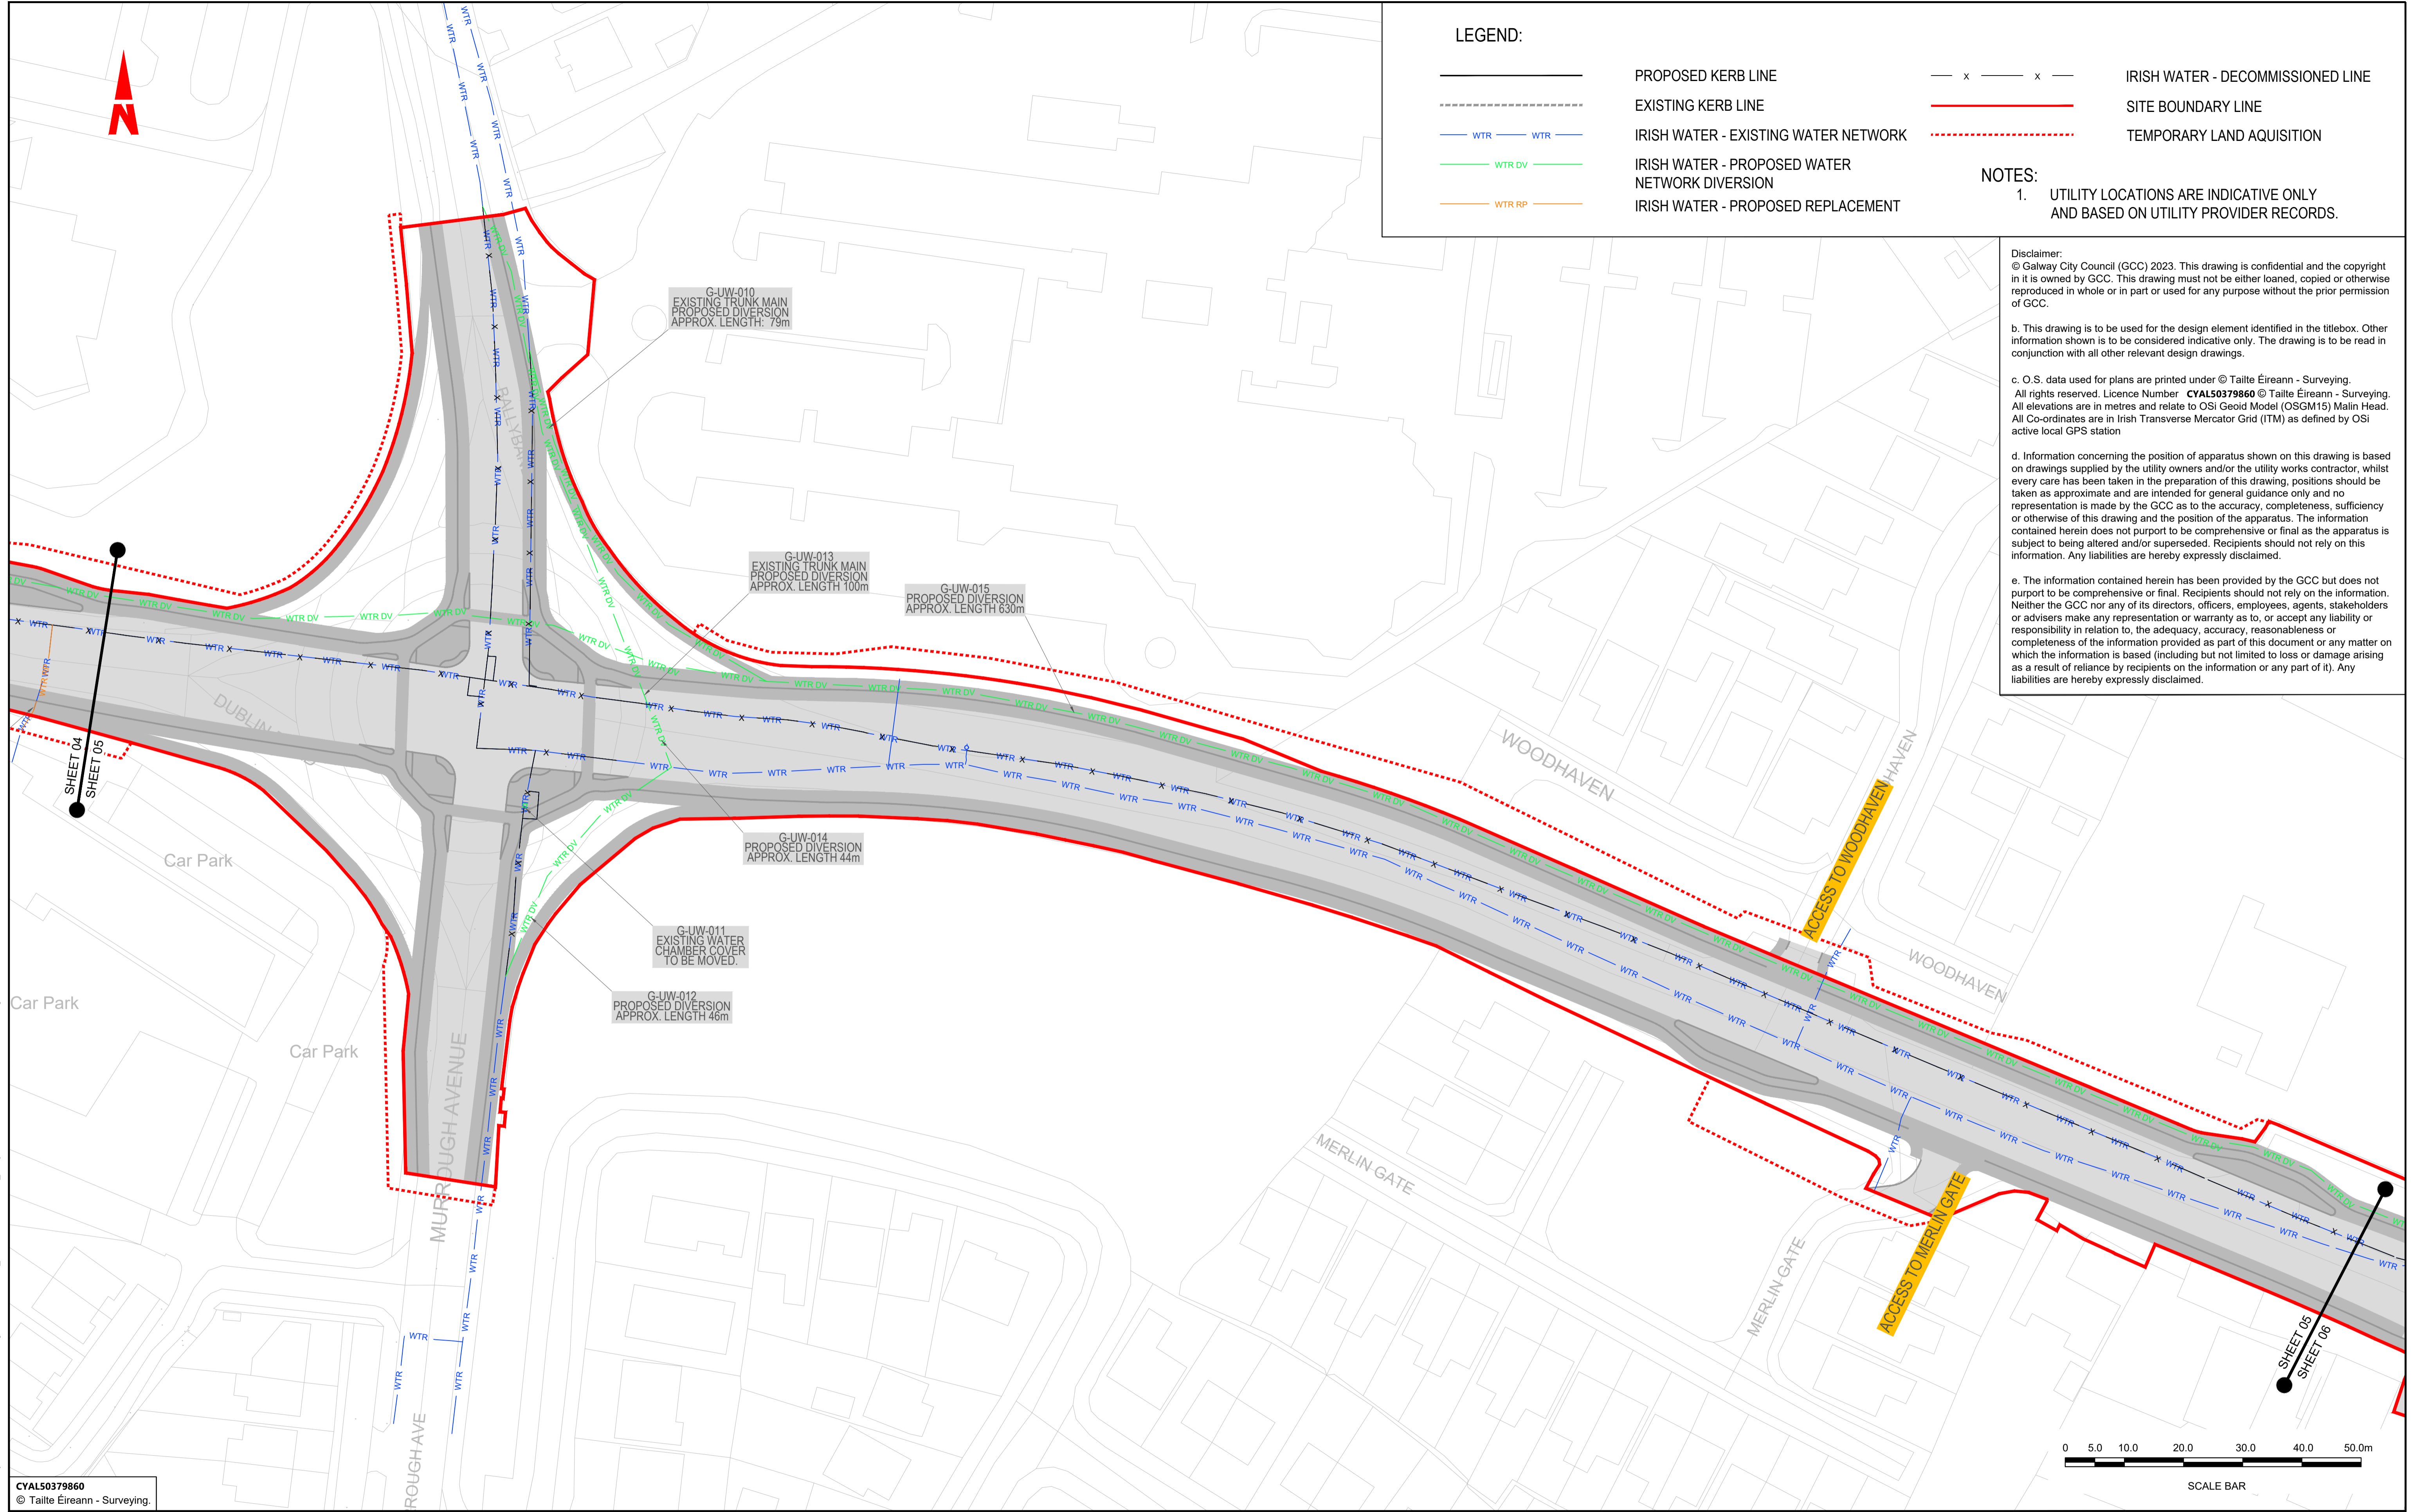 LEGEND:
PROPOSED KERB LINE
EXISTING KERB LINE
WTR WTR
IRISH WATER - EXISTING WATER NETWORK
WTR DV
IRISH WATER - PROPOSED WATER
NETWORK DIVERSION
WTR RP
IRISH WATER - PROPOSED REPLACEMENT
X X
IRISH WATER - DECOMMISSIONED LINE
SITE BOUNDARY LINE
TEMPORARY LAND AQUISITION
NOTES:
1. UTILITY LOCATIONS ARE INDICATIVE ONLY
AND BASED ON UTILITY PROVIDER RECORDS.
Disclaimer:
© Galway City Council (GCC) 2023. This drawing is confidential and the copyright
in it is owned by GCC. This drawing must not be either loaned, copied or otherwise
reproduced in whole or in part or used for any purpose without the prior permission
of GCC.
b. This drawing is to be used for the design element identified in the titlebox. Other
information shown is to be considered indicative only. The drawing is to be read in
conjunction with all other relevant design drawings.
c. O.S. data used for plans are printed under © Tailte Éireann - Surveying.
All rights reserved. Licence Number CYAL50379860 © Tailte Éireann - Surveying.
All elevations are in metres and relate to OSi Geoid Model (OSGM15) Malin Head.
All Co-ordinates are in Irish Transverse Mercator Grid (ITM) as defined by OSi
active local GPS station
d. Information concerning the position of apparatus shown on this drawing is based
on drawings supplied by the utility owners and/or the utility works contractor, whilst
every care has been taken in the preparation of this drawing, positions should be
taken as approximate and are intended for general guidance only and no
representation is made by the GCC as to the accuracy, completeness, sufficiency
or otherwise of this drawing and the position of the apparatus. The information
contained herein does not purport to be comprehensive or final as the apparatus is
subject to being altered and/or superseded. Recipients should not rely on this
information. Any liabilities are hereby expressly disclaimed.
e. The information contained herein has been provided by the GCC but does not
purport to be comprehensive or final. Recipients should not rely on the information.
Neither the GCC nor any of its directors, officers, employees, agents, stakeholders
or advisers make any representation or warranty as to, or accept any liability or
responsibility in relation to, the adequacy, accuracy, reasonableness or
completeness of the information provided as part of this document or any matter on
which the information is based (including but not limited to loss or damage arising
as a result of reliance by recipients on the information or any part of it). Any
liabilities are hereby expressly disclaimed.
N
G-UW-010
EXISTING TRUNK MAIN
PROPOSED DIVERSION
APPROX. LENGTH: 79m
G-UW-013
EXISTING TRUNK MAIN
PROPOSED DIVERSION
APPROX. LENGTH 100m
G-UW-015
PROPOSED DIVERSION
APPROX. LENGTH 630m
G-UW-014
PROPOSED DIVERSION
APPROX. LENGTH 44m
G-UW-011
EXISTING WATER
CHAMBER COVER
TO BE MOVED.
G-UW-012
PROPOSED DIVERSION
APPROX. LENGTH 46m
SHEET 04
SHEET 05
DUBLIN
Car Park
Car Park
Car Park
MURROUGH AVENUE
ROUGH AVE
WOODHAVEN
ACCESS TO WOODHAVEN
WOODHAVEN
MERLIN GATE
MERLIN GATE
ACCESS TO MERLIN GATE
SHEET 05
SHEET 06
0 5.0 10.0 20.0 30.0 40.0 50.0m
SCALE BAR
CYAL50379860
© Tailte Éireann - Surveying.